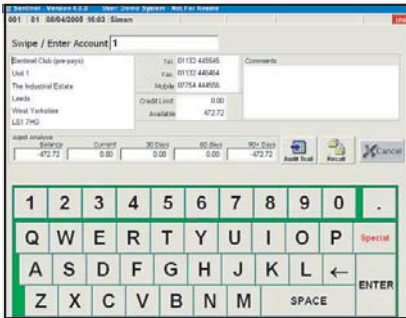 Sentinel - Version 4.0.0 User: Demo System - Not For Resale
001 01 08/04/2005 16:03 Simon
Swipe / Enter Account 1
Sentinel Club (pre-pays) Tel. 01132 445545 Comments
Unit 1 Fax. 01132 446464
The Industrial Estate Mobile 07764 444556
Leeds Credit Limit 0.00
West Yorkshire Available 472.72
LS1 7HG
Aged Analysis
Balance Current 30 Days 60 days 90+ Days
-472.72 0.00 0.00 0.00 -472.72 Audit Trail Recall Cancel
1 2 3 4 5 6 7 8 9 0 .
Q W E R T Y U I O P Special
A S D F G H J K L ← ENTER
Z X C V B N M SPACE